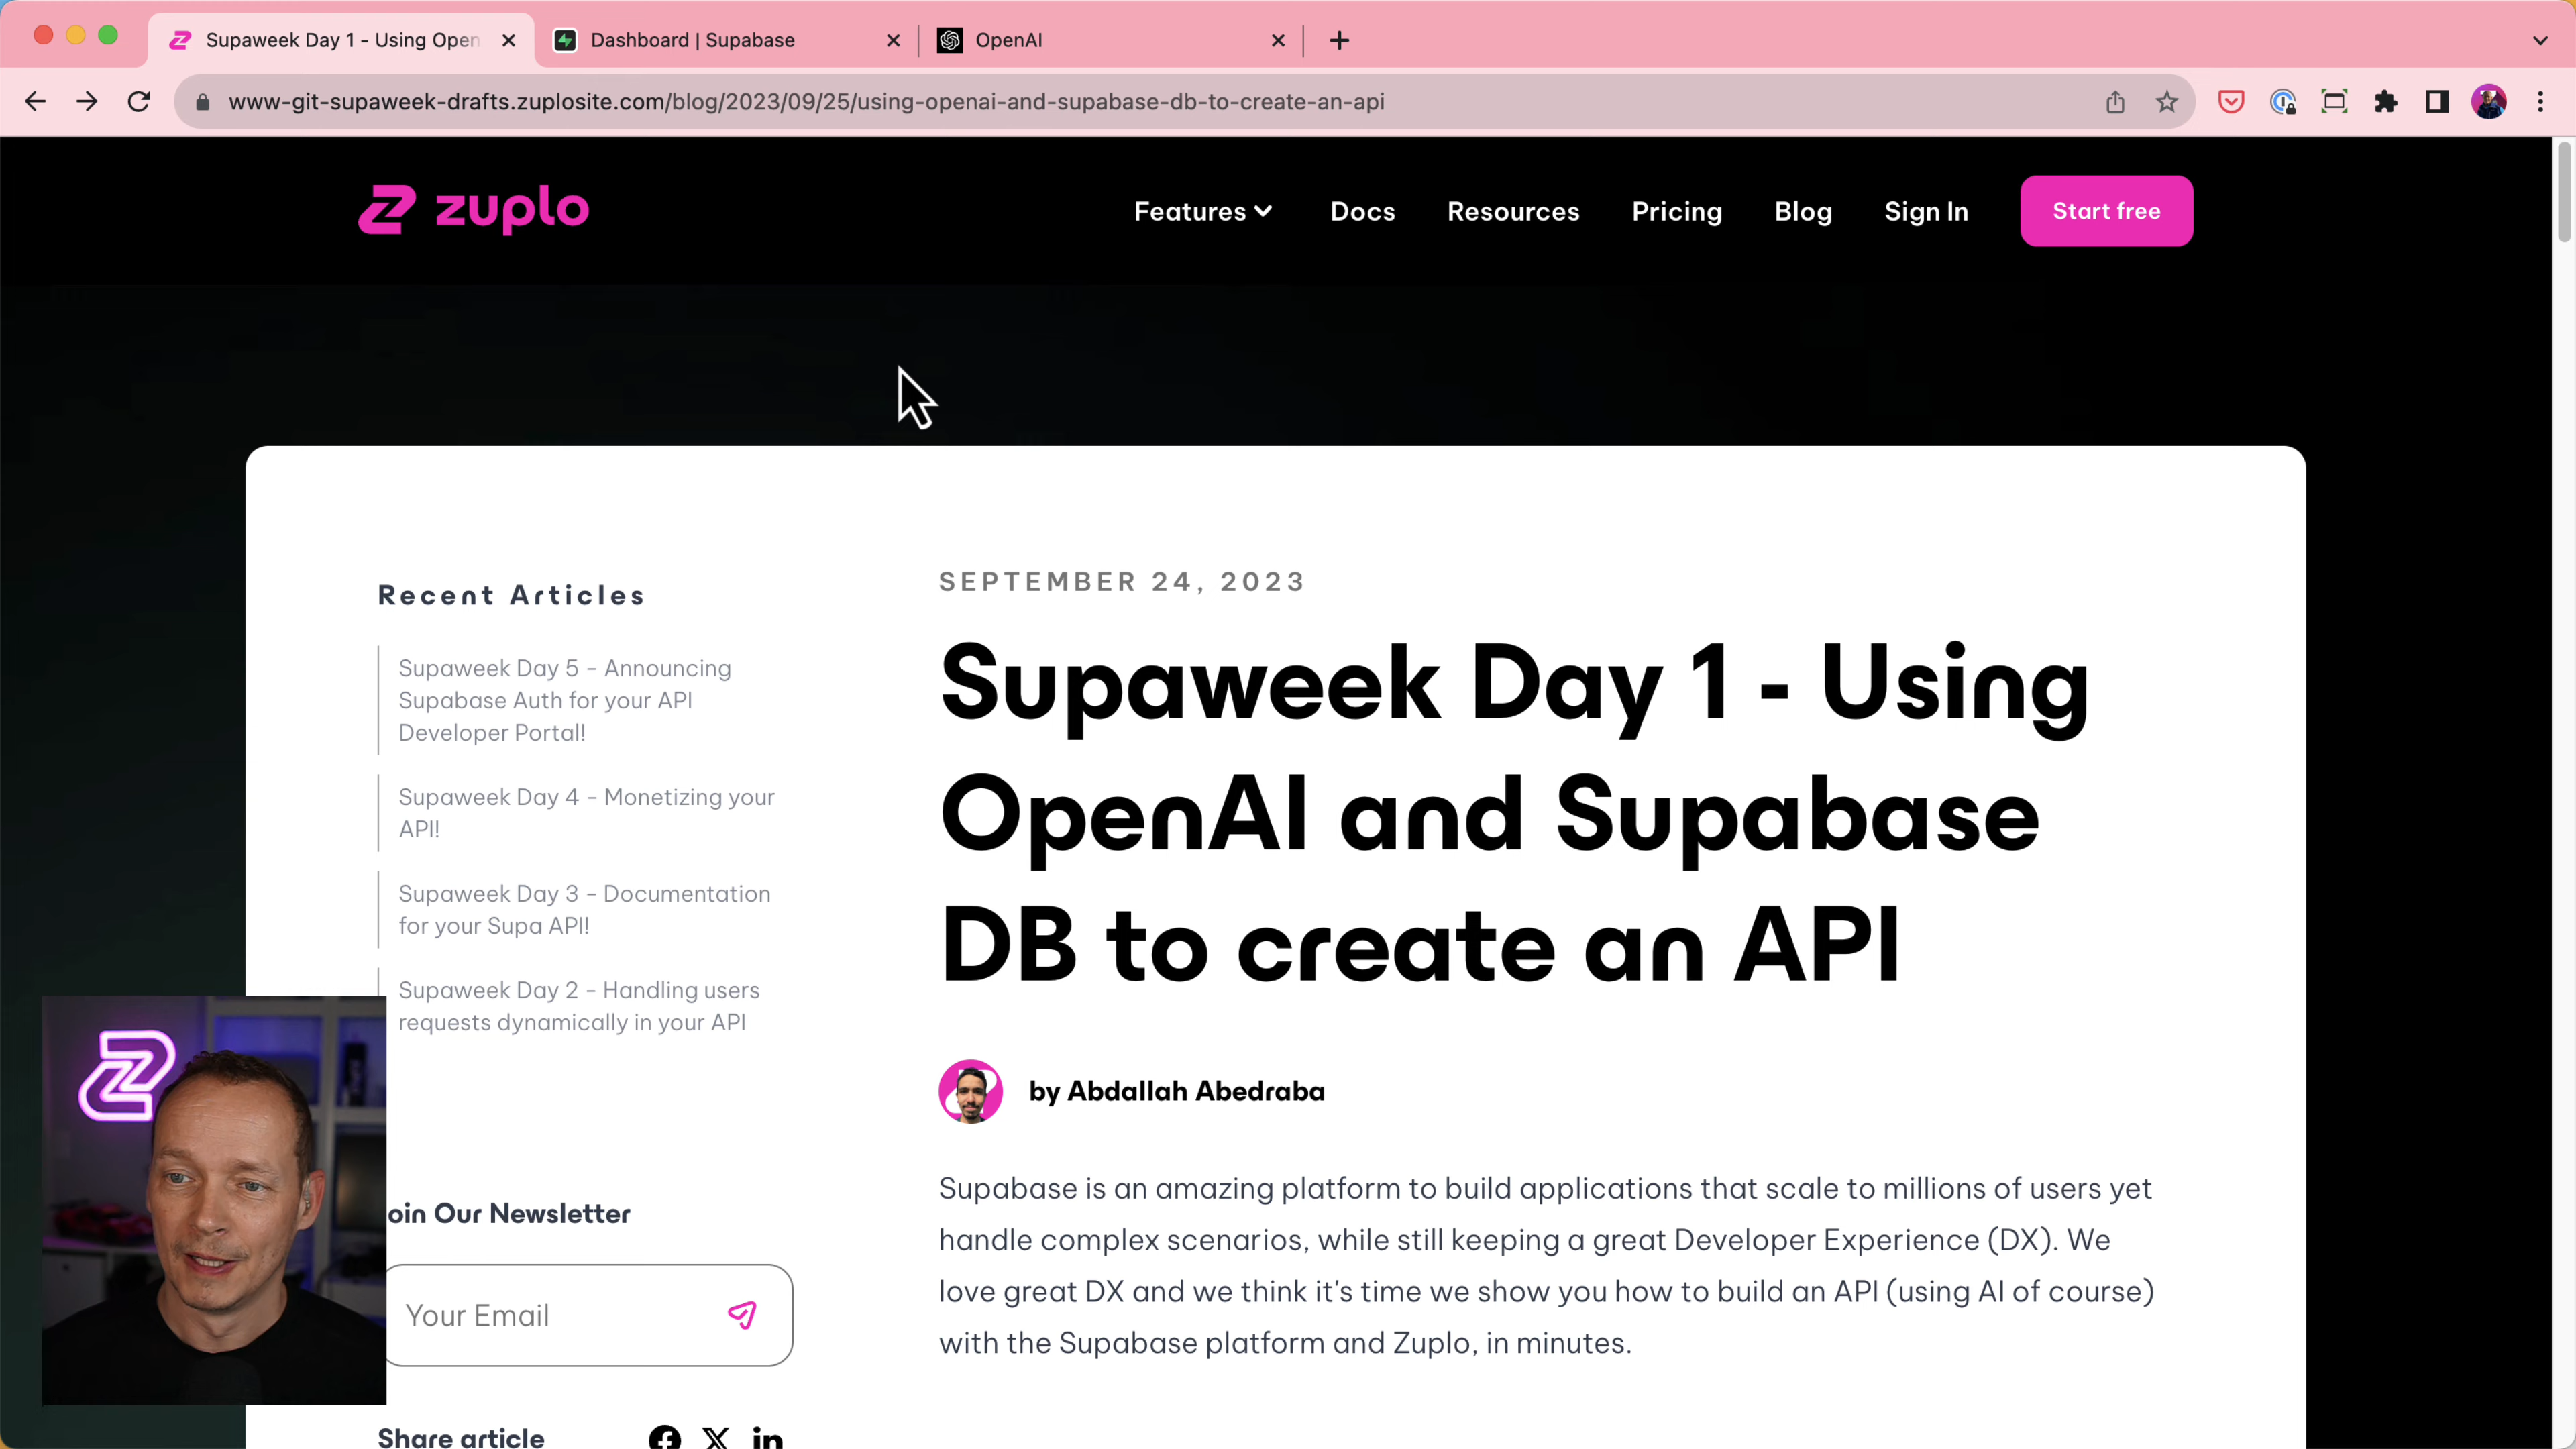 Supaweek Day 1 - Using Open
Dashboard | Supabase
OpenAI
www-git-supaweek-drafts.zuplosite.com/blog/2023/09/25/using-openai-and-supabase-db-to-create-an-api
zuplo
Features
Docs
Resources
Pricing
Blog
Sign In
Start free
Recent Articles
Supaweek Day 5 - Announcing
Supabase Auth for your API
Developer Portal!
Supaweek Day 4 - Monetizing your
API!
Supaweek Day 3 - Documentation
for your Supa API!
Supaweek Day 2 - Handling users
requests dynamically in your API
oin Our Newsletter
Your Email
Share article
SEPTEMBER 24, 2023
Supaweek Day 1 - Using
OpenAI and Supabase
DB to create an API
by Abdallah Abedraba
Supabase is an amazing platform to build applications that scale to millions of users yet
handle complex scenarios, while still keeping a great Developer Experience (DX). We
love great DX and we think it's time we show you how to build an API (using AI of course)
with the Supabase platform and Zuplo, in minutes.